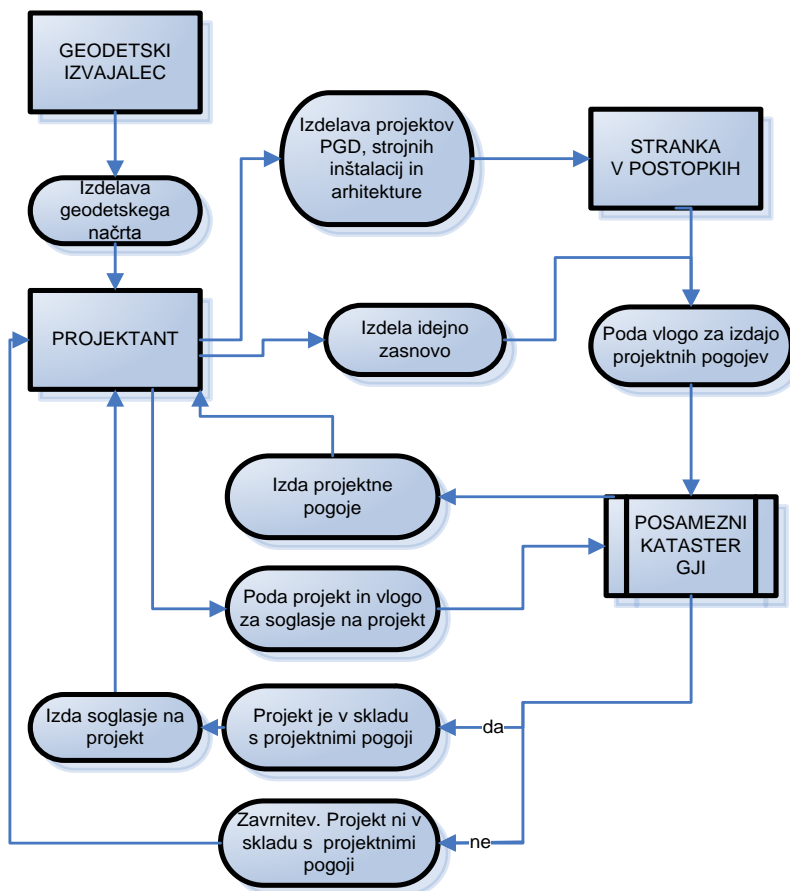 GEODETSKI
IZVAJALEC
Izdelava projektov
PGD, strojnih
inštalacij in
arhitekture
STRANKA
V POSTOPKIH
Izdelava
geodetskega
načrta
PROJEKTANT
Izdela idejno
zasnovo
Poda vlogo za izdajo
projektnih pogojev
Izda projektne
pogoje
POSAMEZNI
KATASTER
GJI
Poda projekt in vlogo
za soglasje na projekt
Izda soglasje na
projekt
Projekt je v skladu
s projektnimi pogoji
da
Zavrnitev. Projekt ni v
skladu s projektnimi
pogoji
ne